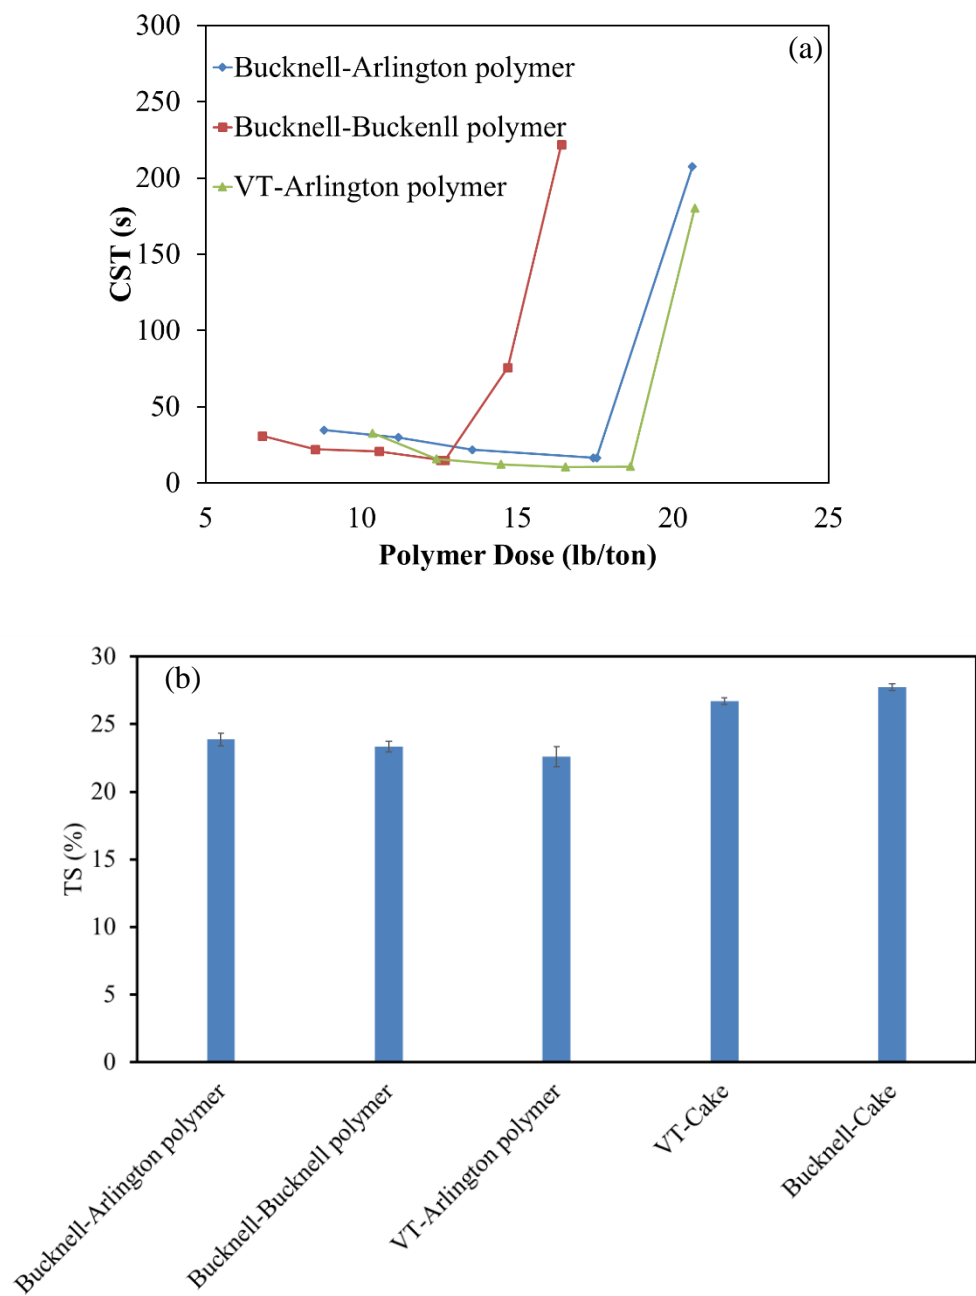 300
(a)
Bucknell-Arlington polymer
250
Bucknell-Buckenll polymer
200
VT-Arlington polymer
150
100
50
0
CST (s)
5 10 15 20 25
Polymer Dose (lb/ton)
30
(b)
25
20
15
10
5
0
TS (%)
Bucknell-Arlington polymer
Bucknell-Bucknell polymer
VT-Arlington polymer
VT-Cake
Bucknell-Cake